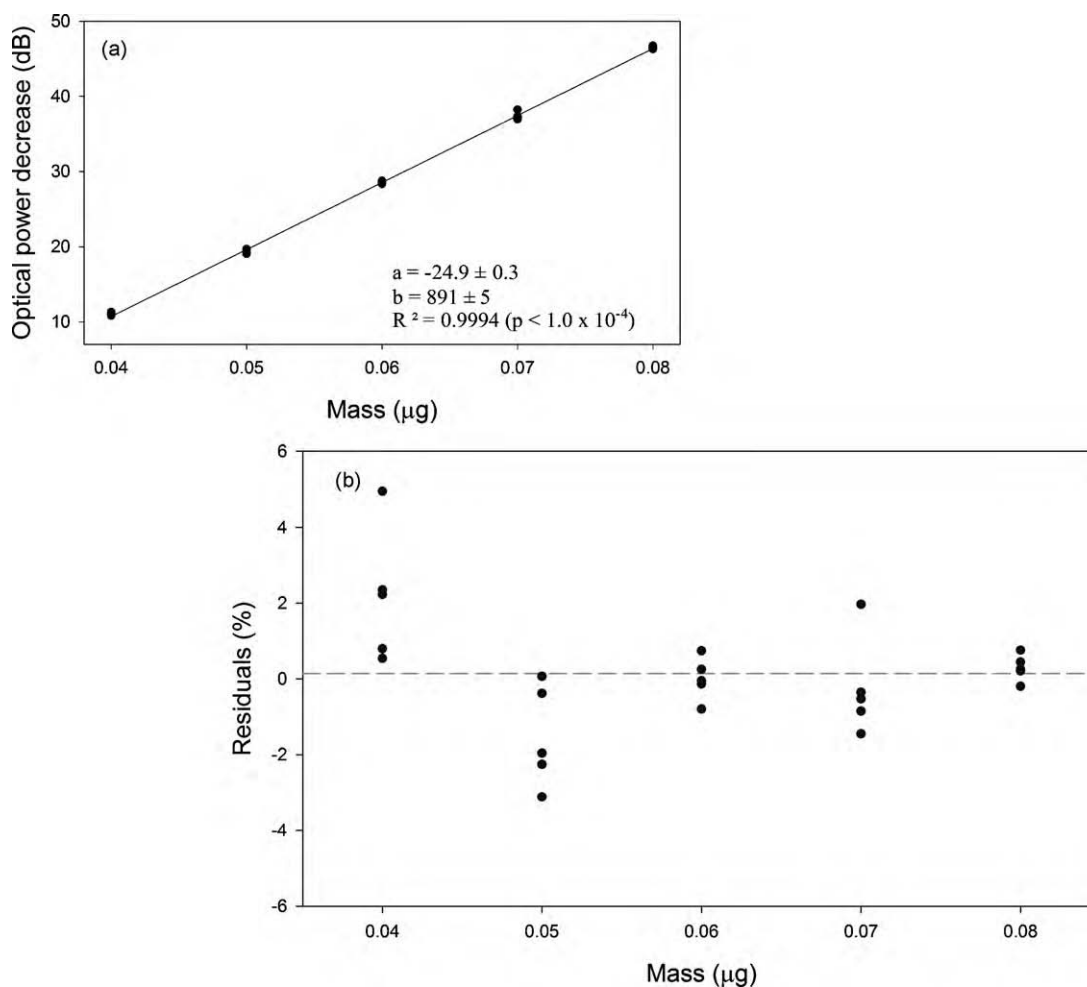 (a)
Optical power decrease (dB)
50
40
30
20
10
a = -24.9 ± 0.3
b = 891 ± 5
R ² = 0.9994 (p < 1.0 x 10⁻⁴)
0.04 0.05 0.06 0.07 0.08
Mass (μg)
(b)
Residuals (%)
6
4
2
0
-2
-4
-6
0.04 0.05 0.06 0.07 0.08
Mass (μg)